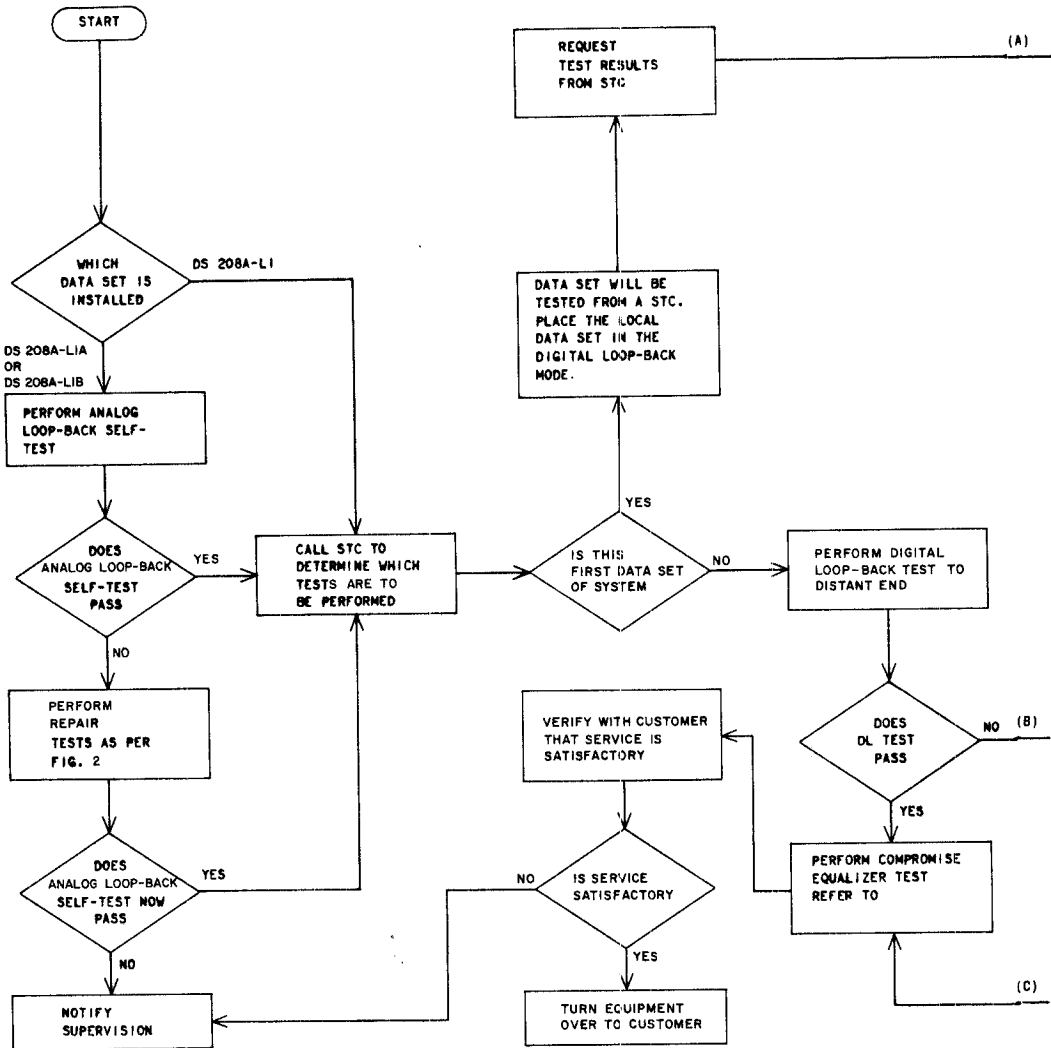 START
WHICH
DATA SET IS
INSTALLED
DS 208A-L1
DS 208A-L1A
OR
DS 208A-L1B
PERFORM ANALOG
LOOP-BACK SELF-
TEST
DOES
ANALOG LOOP-BACK
SELF-TEST
PASS
YES
NO
PERFORM
REPAIR
TESTS AS PER
FIG. 2
DOES
ANALOG LOOP-BACK
SELF-TEST NOW
PASS
YES
NO
NOTIFY
SUPERVISION
CALL STC TO
DETERMINE WHICH
TESTS ARE TO
BE PERFORMED
IS THIS
FIRST DATA SET
OF SYSTEM
YES
NO
DATA SET WILL BE
TESTED FROM A STC.
PLACE THE LOCAL
DATA SET IN THE
DIGITAL LOOP-BACK
MODE.
REQUEST
TEST RESULTS
FROM STC
(A)
PERFORM DIGITAL
LOOP-BACK TEST TO
DISTANT END
DOES
DL TEST
PASS
NO
(B)
YES
PERFORM COMPROMISE
EQUALIZER TEST
REFER TO
(C)
VERIFY WITH CUSTOMER
THAT SERVICE IS
SATISFACTORY
IS SERVICE
SATISFACTORY
NO
YES
TURN EQUIPMENT
OVER TO CUSTOMER